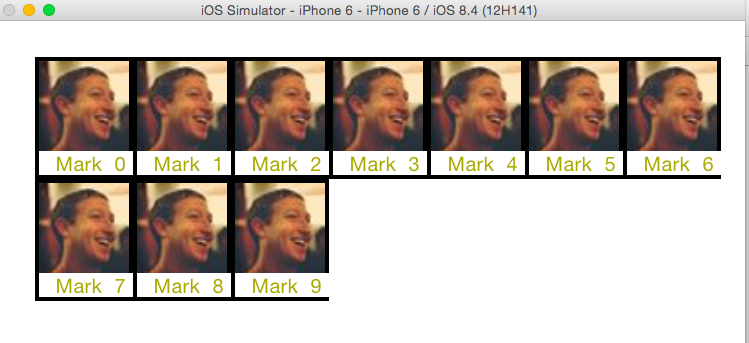 iOS Simulator - iPhone 6 - iPhone 6 / iOS 8.4 (12H141)
Mark 0 Mark 1 Mark 2 Mark 3 Mark 4 Mark 5 Mark 6
Mark 7 Mark 8 Mark 9